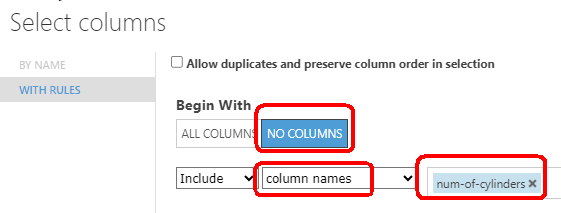 Select columns
BY NAME
Allow duplicates and preserve column order in selection
WITH RULES
Begin With
ALL COLUMNS NO COLUMNS
Include column names num-of-cylinders ×